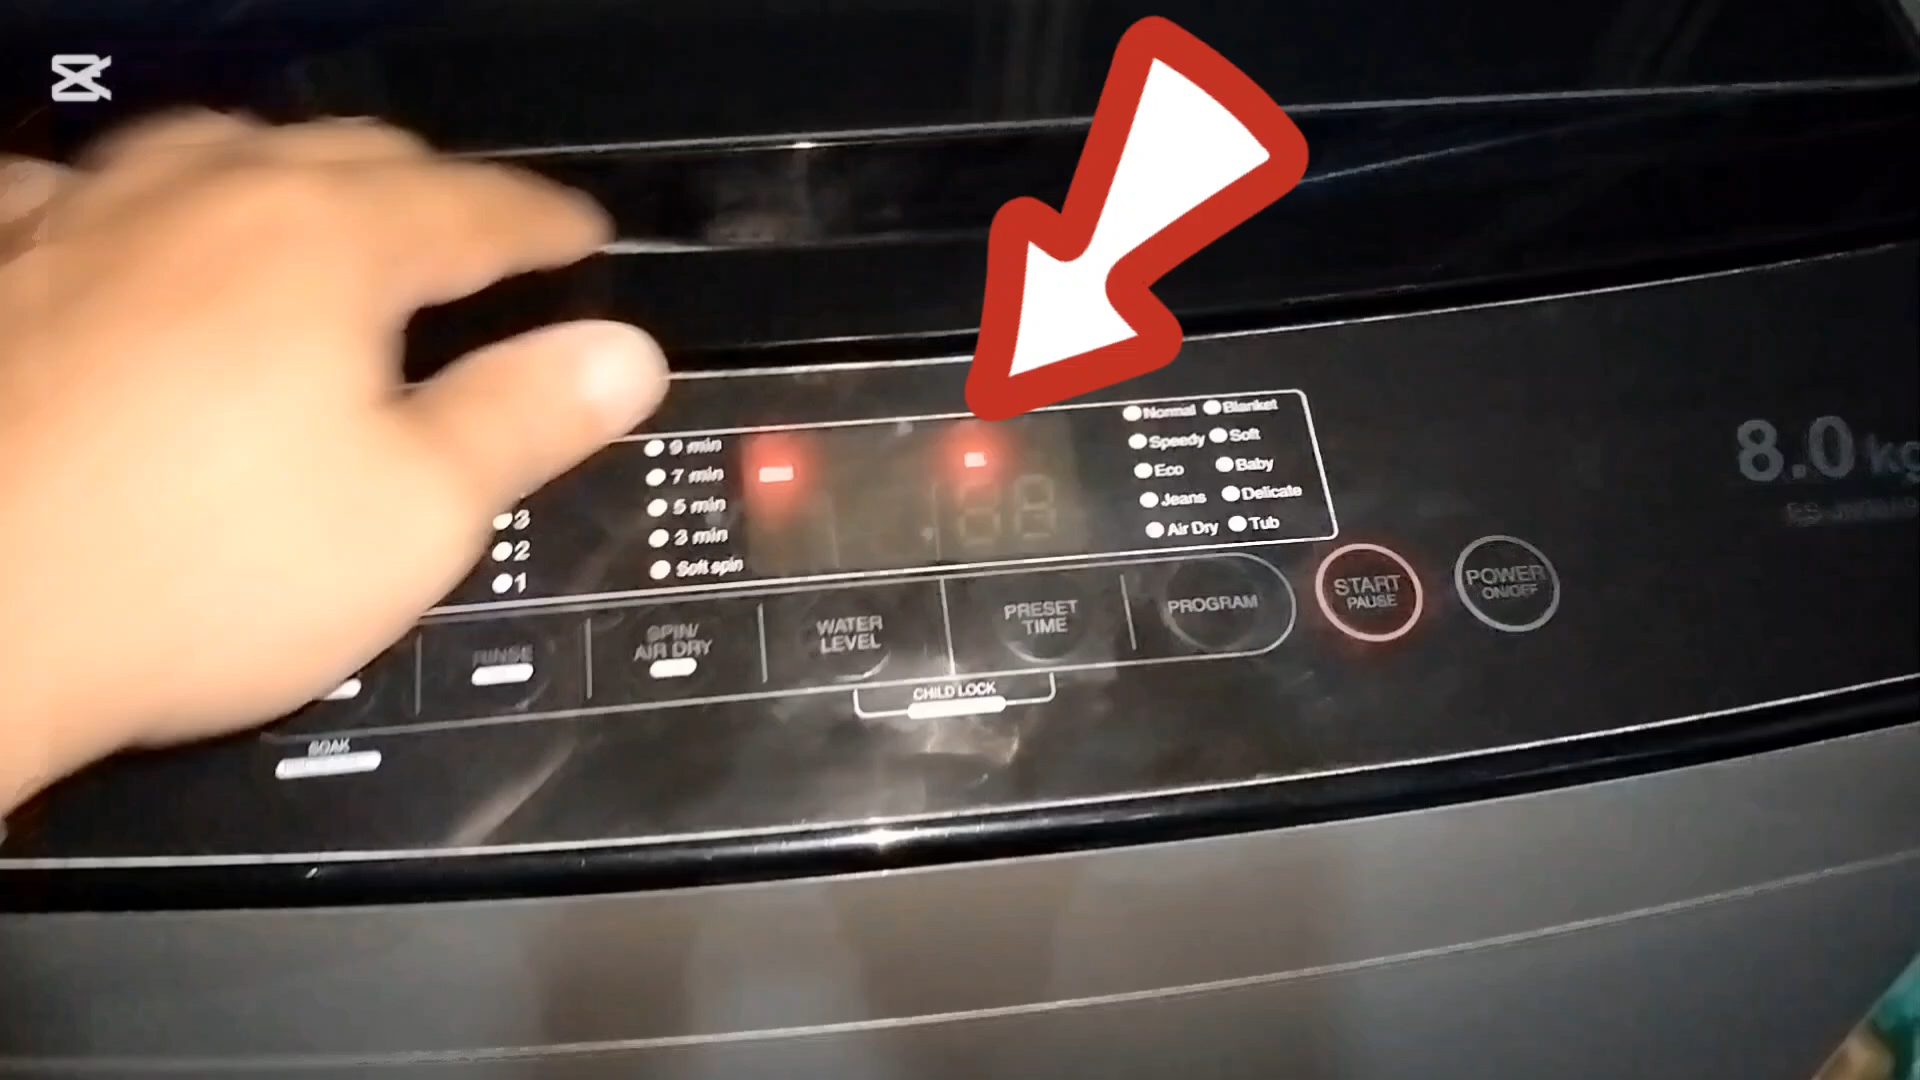 9 min
7 min
5 min
3 min
Soft spin
3
2
1
Normal
Blanket
Speedy
Soft
Eco
Baby
Jeans
Delicate
Air Dry
Tub
8.0 kg
RINSE
SPIN/
AIR DRY
WATER
LEVEL
PRESET
TIME
PROGRAM
START
PAUSE
POWER
ON/OFF
CHILD LOCK
SOAK